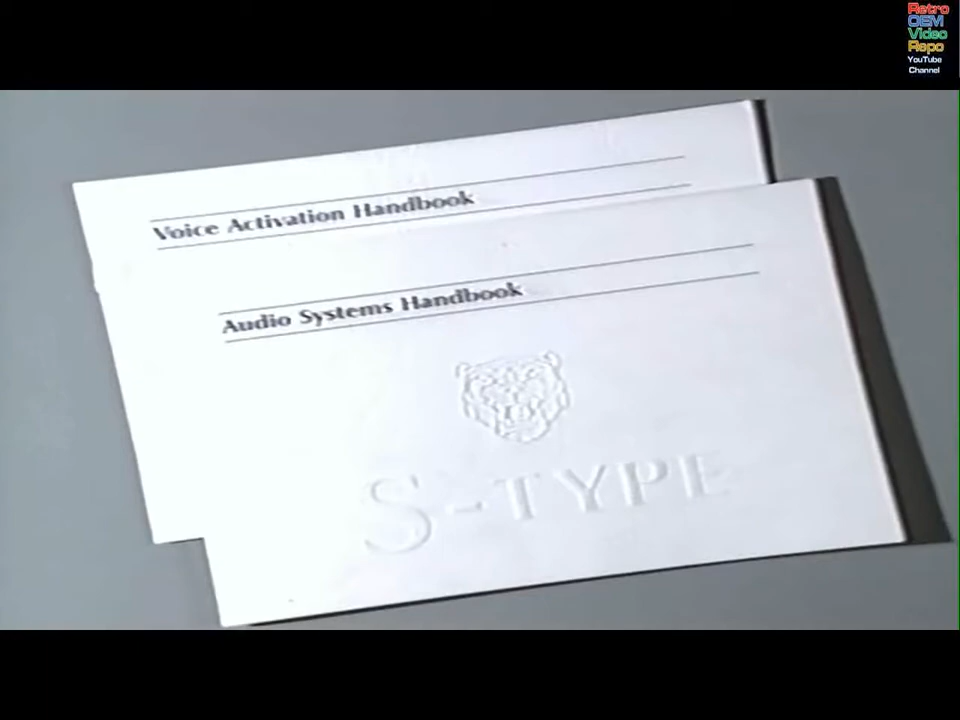 Retro
OEM
Video
Repo
YouTube
Channel
Voice Activation Handbook
Audio Systems Handbook
S-TYPE